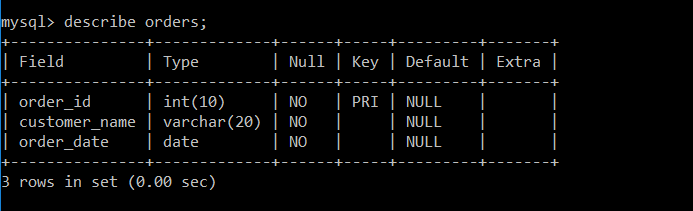 mysql> describe orders;
+---------------+-------------+------+-----+---------+-------+
| Field         | Type        | Null | Key | Default | Extra |
+---------------+-------------+------+-----+---------+-------+
| order_id      | int(10)     | NO   | PRI | NULL    |       |
| customer_name | varchar(20) | NO   |     | NULL    |       |
| order_date    | date        | NO   |     | NULL    |       |
+---------------+-------------+------+-----+---------+-------+
3 rows in set (0.00 sec)